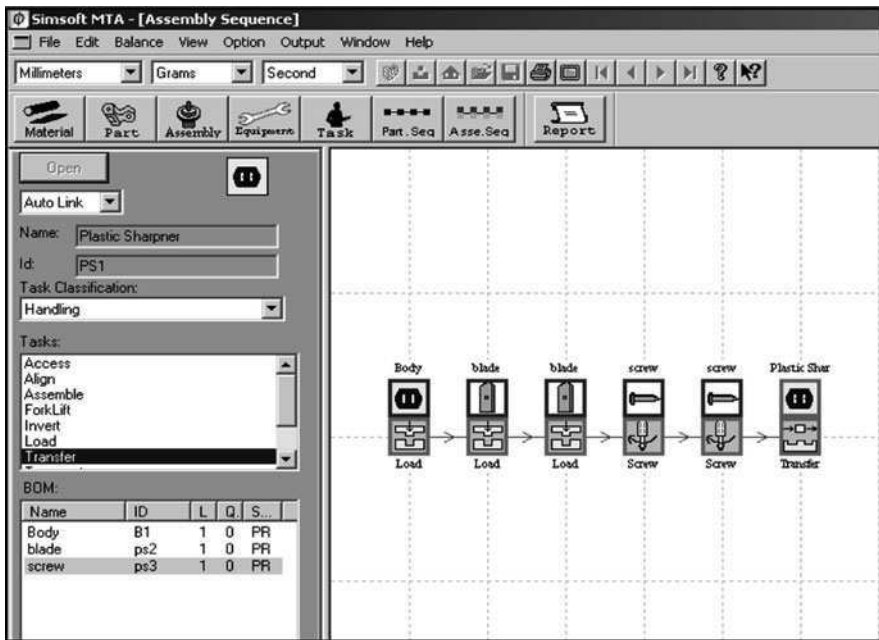 Simsoft MTA - [Assembly Sequence]
File Edit Balance View Option Output Window Help
Millimeters Grams Second
Material Part Assembly Equipment Task Part.Seq Asse.Seq Report
Open
Auto Link
Name: Plastic Sharpner
Id: PS1
Task Classification:
Handling
Tasks:
Access
Align
Assemble
ForkLift
Invert
Load
Transfer
BOM:
Name ID L Q. S...
Body B1 1 0 PR
blade ps2 1 0 PR
screw ps3 1 0 PR
Body blade blade screw screw Plastic Shar
Load Load Load Screw Screw Transfer